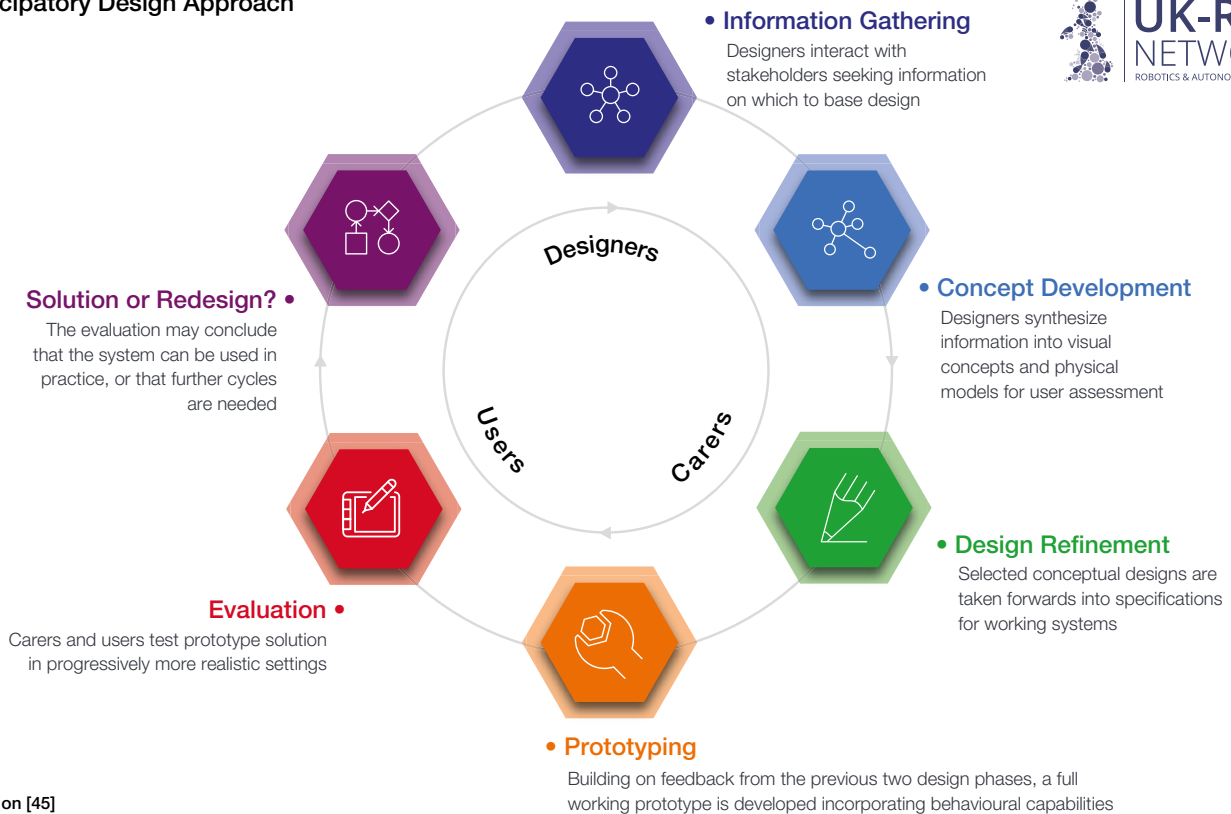 cipatory Design Approach
• Information Gathering
Designers interact with
stakeholders seeking information
on which to base design
UK-R
NETWO
ROBOTICS & AUTONO
Designers
Users
Carers
• Concept Development
Designers synthesize
information into visual
concepts and physical
models for user assessment
• Design Refinement
Selected conceptual designs are
taken forwards into specifications
for working systems
• Prototyping
Building on feedback from the previous two design phases, a full
working prototype is developed incorporating behavioural capabilities
Evaluation •
Carers and users test prototype solution
in progressively more realistic settings
Solution or Redesign? •
The evaluation may conclude
that the system can be used in
practice, or that further cycles
are needed
on [45]